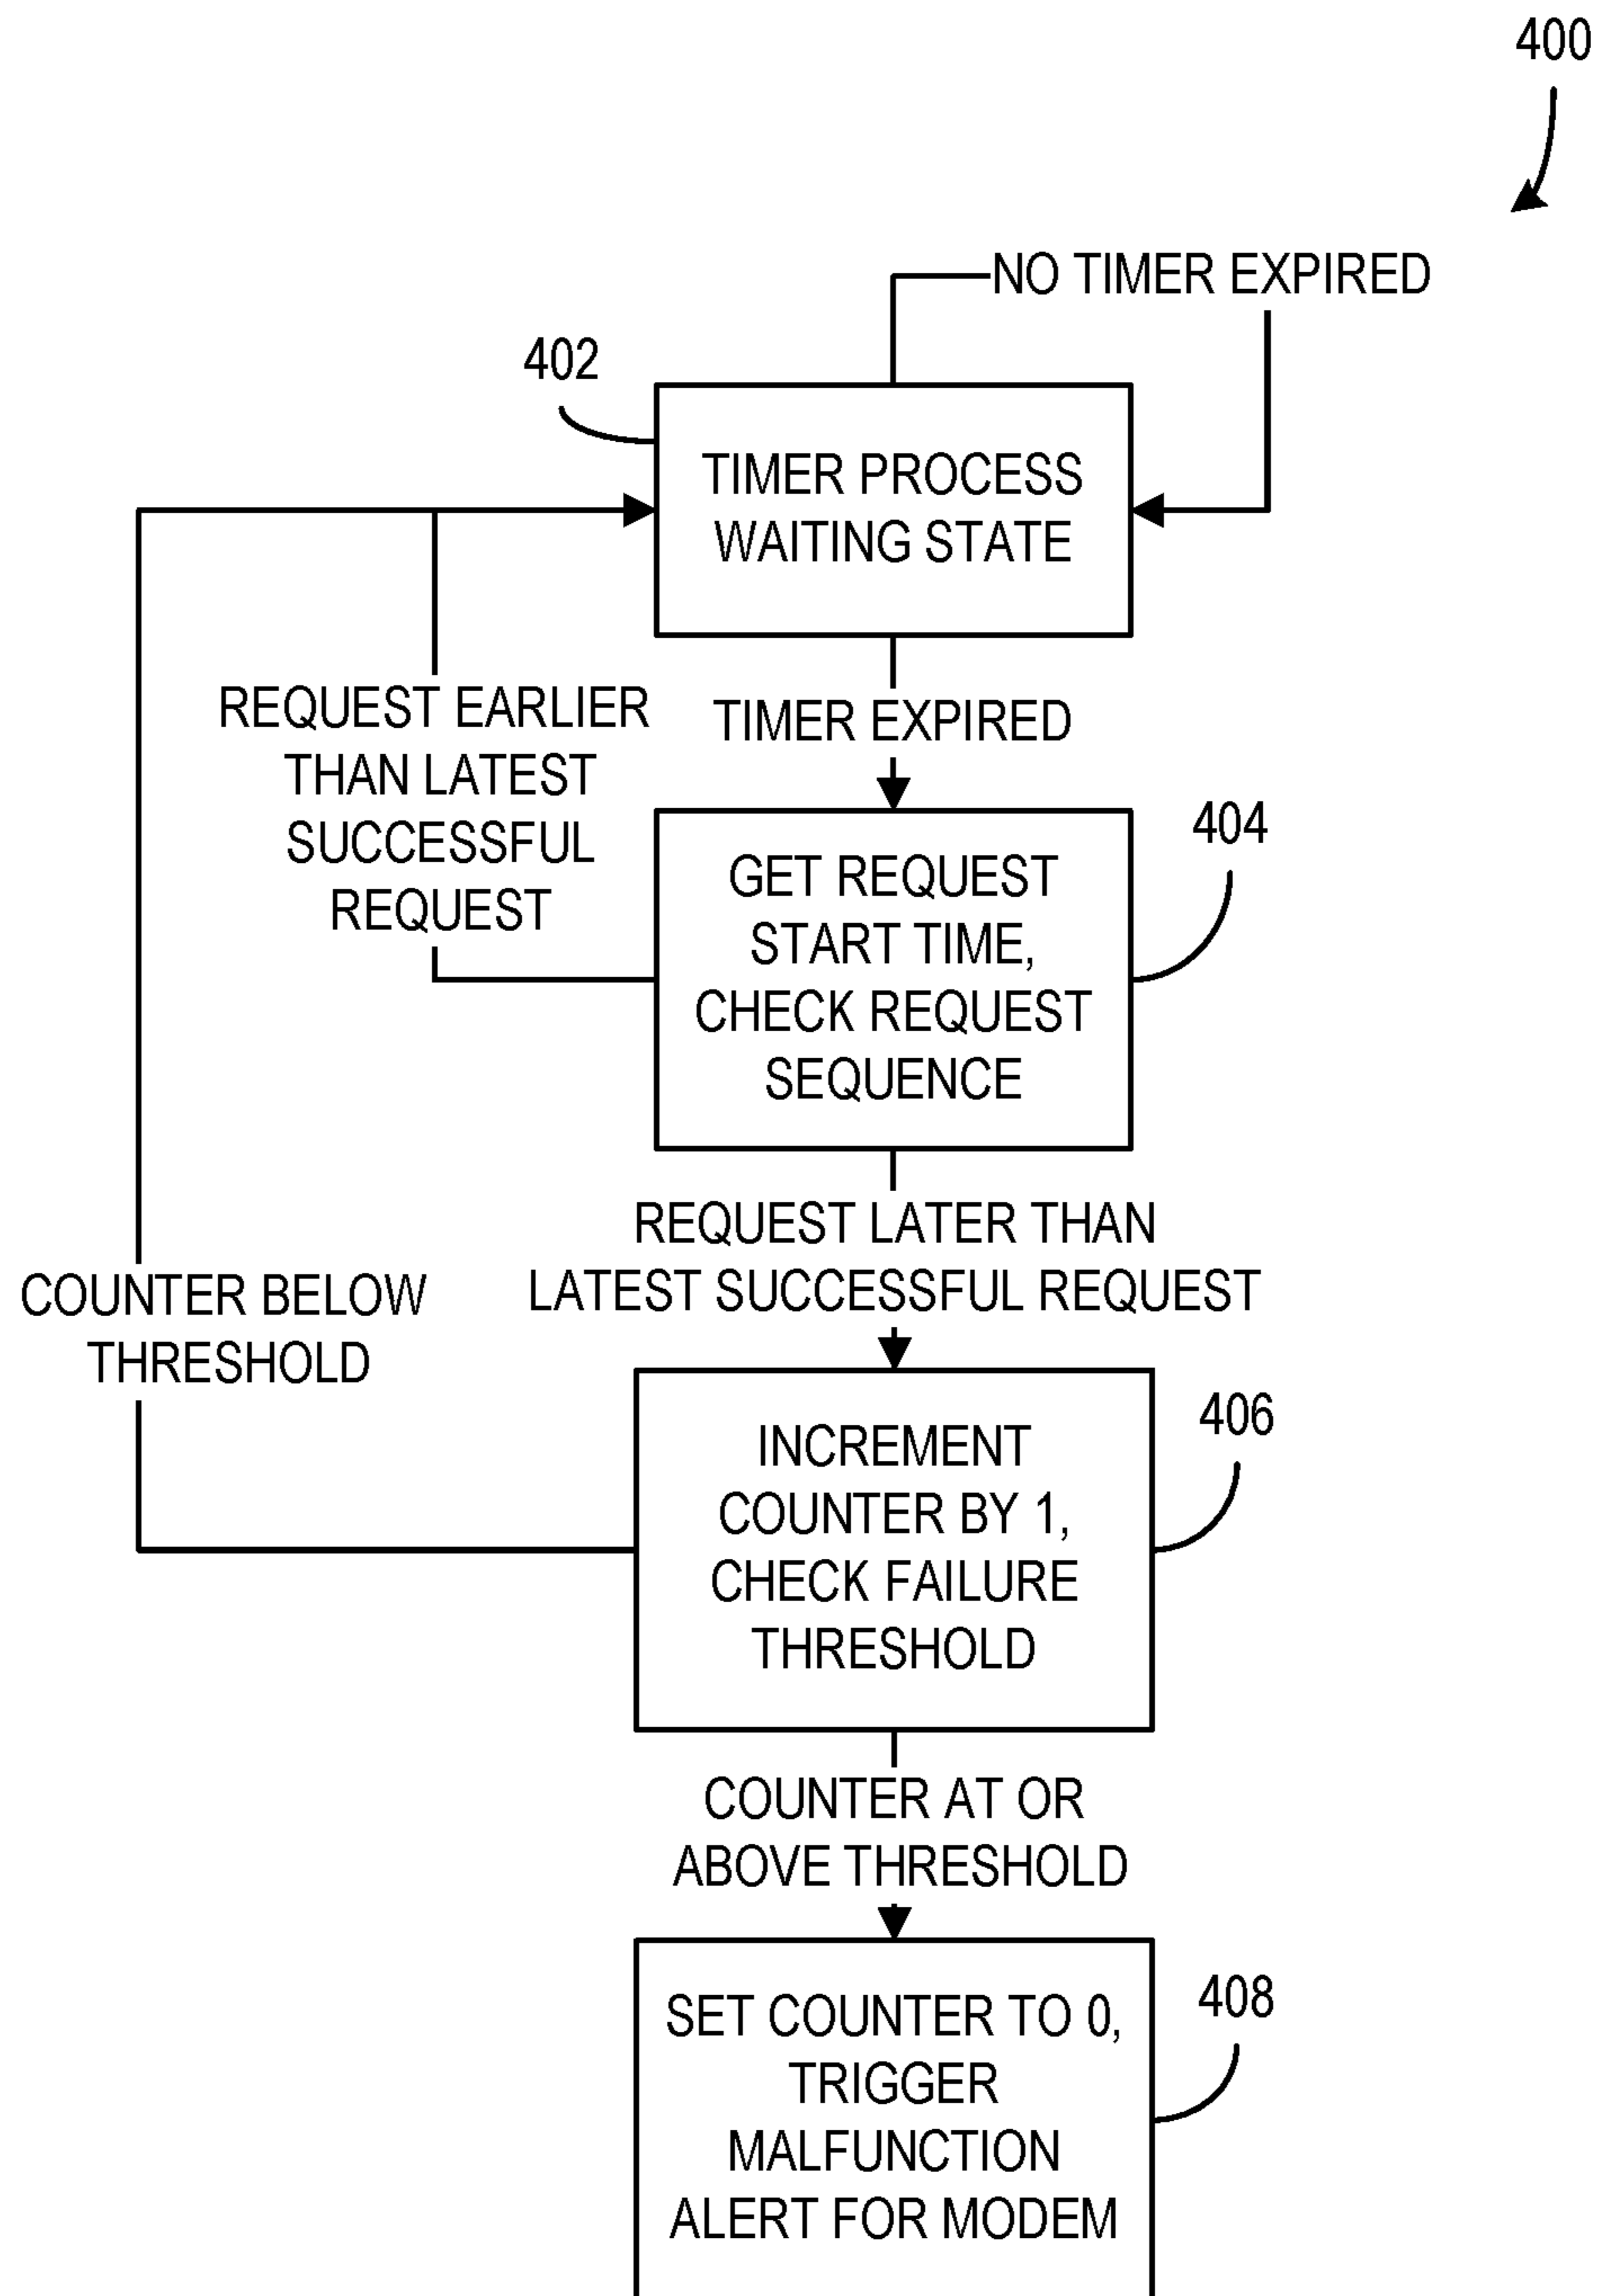 400
NO TIMER EXPIRED
402
TIMER PROCESS
WAITING STATE
REQUEST EARLIER
THAN LATEST
SUCCESSFUL
REQUEST
TIMER EXPIRED
404
GET REQUEST
START TIME,
CHECK REQUEST
SEQUENCE
REQUEST LATER THAN
LATEST SUCCESSFUL REQUEST
COUNTER BELOW
THRESHOLD
406
INCREMENT
COUNTER BY 1,
CHECK FAILURE
THRESHOLD
COUNTER AT OR
ABOVE THRESHOLD
408
SET COUNTER TO 0,
TRIGGER
MALFUNCTION
ALERT FOR MODEM